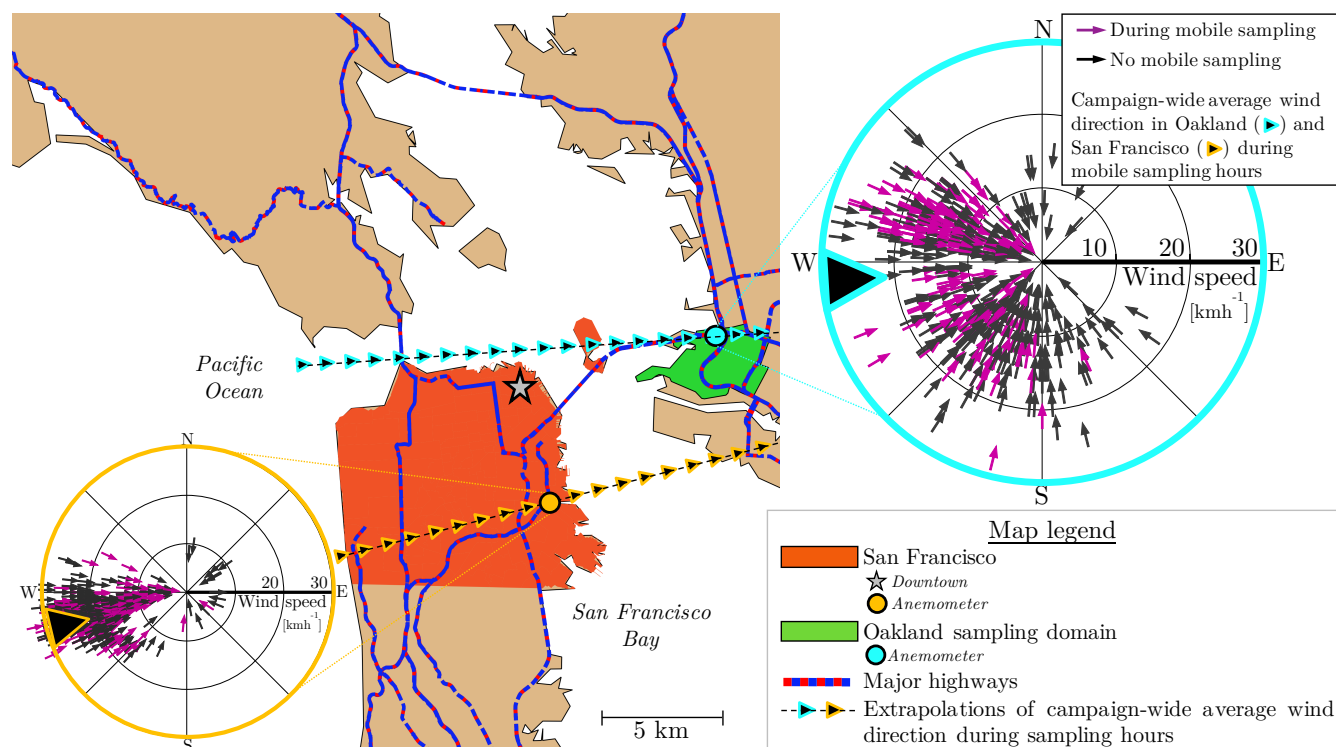 N
During mobile sampling
No mobile sampling
Campaign-wide average wind
direction in Oakland ( ) and
San Francisco ( ) during
mobile sampling hours
W
10
20
30
E
Wind speed
[kmh⁻¹]
S
Pacific
Ocean
N
W
20
30
E
Wind speed
[kmh⁻¹]
S
San Francisco
Bay
5 km
Map legend
San Francisco
Downtown
Anemometer
Oakland sampling domain
Anemometer
Major highways
Extrapolations of campaign-wide average wind
direction during sampling hours